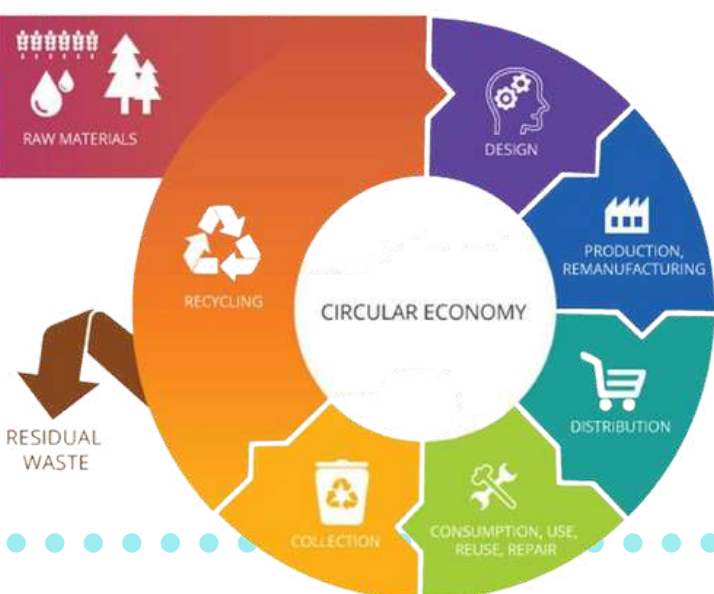 RAW MATERIALS
DESIGN
PRODUCTION,
REMANUFACTURING
RECYCLING
CIRCULAR ECONOMY
DISTRIBUTION
RESIDUAL
WASTE
CONSUMPTION, USE,
REUSE, REPAIR
COLLECTION